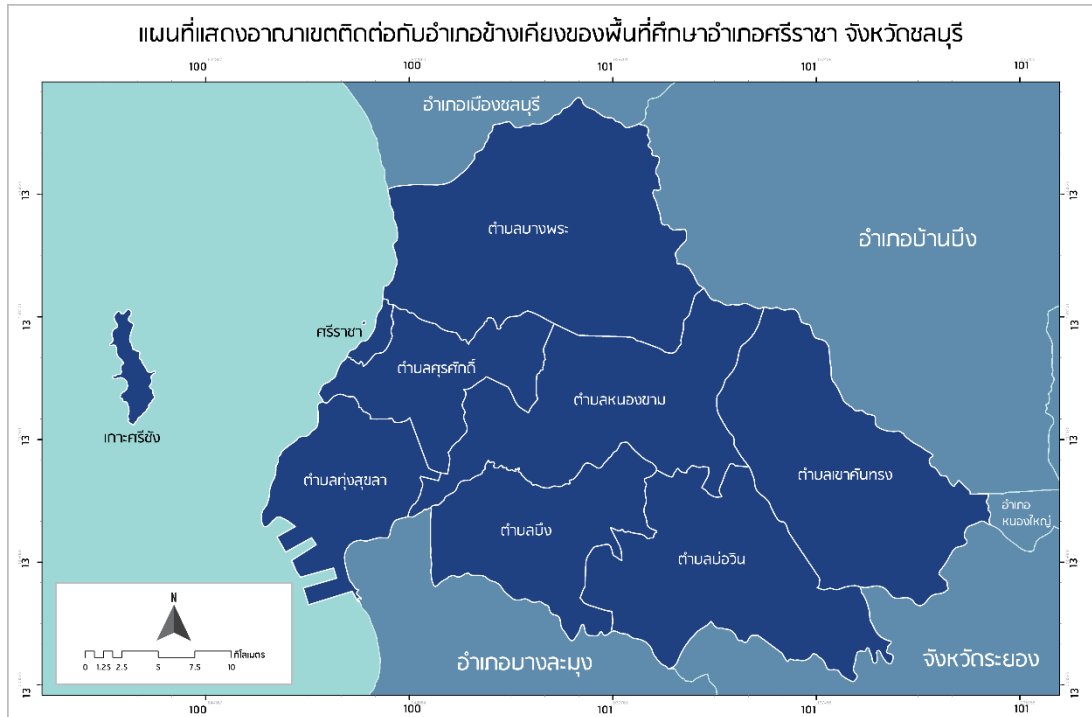 แผนที่แสดงอาณาเขตติดต่อกับอำเภอข้างเคียงของพื้นที่ศึกษาอำเภอศรีราชา จังหวัดชลบุรี
100 100 101 101 101
อำเภอเมืองชลบุรี
13 13
ตำบลบางพระ
อำเภอบ้านบึง
13 13
ศรีราชา
ตำบลศุรศักดิ์
ตำบลหนองขาม
13 13
เกาะศรีชัง
ตำบลทุ่งสุขลา
ตำบลเขาคันทรง
อำเภอ
หนองใหญ่
ตำบลบึง
ตำบลบ่อวิน
13 13
N
กิโลเมตร
0 1.25 2.5 5 7.5 10
อำเภอบางละมุง
จังหวัดระยอง
13 13
100 100 101 101 101